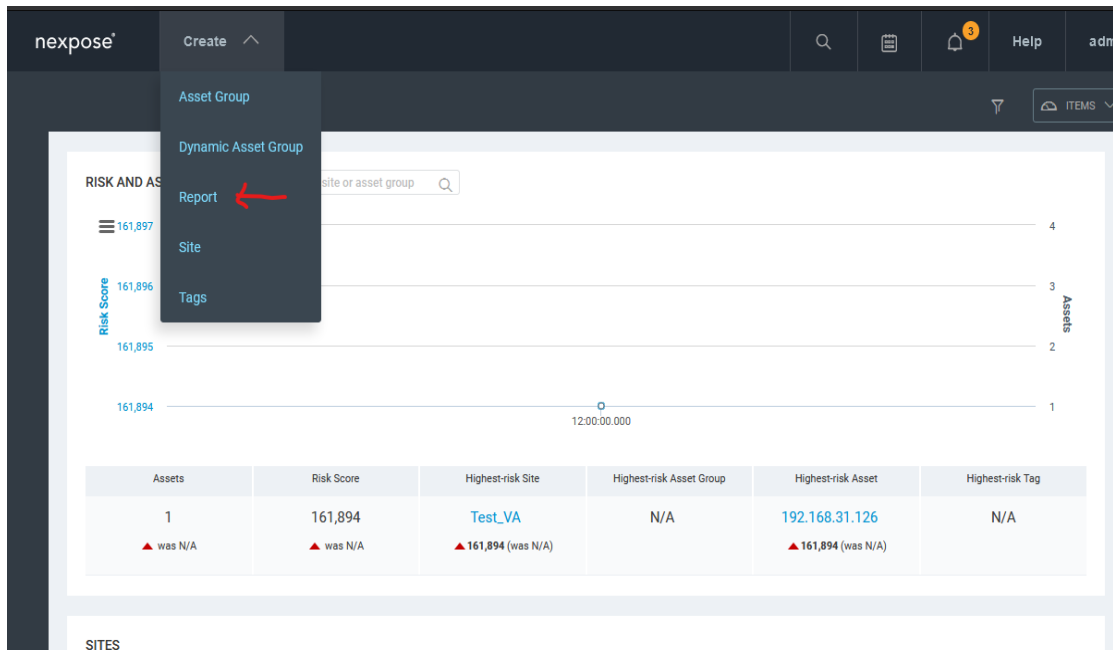 nexpose®
Create
3
Help
adm
Asset Group
Dynamic Asset Group
Report
Site
Tags
ITEMS
RISK AND AS
site or asset group
161,897
161,896
161,895
161,894
Risk Score
4
3
2
1
Assets
12:00:00.000
Assets Risk Score Highest-risk Site Highest-risk Asset Group Highest-risk Asset Highest-risk Tag
1 161,894 Test_VA N/A 192.168.31.126 N/A
was N/A was N/A 161,894 (was N/A) 161,894 (was N/A)
SITES